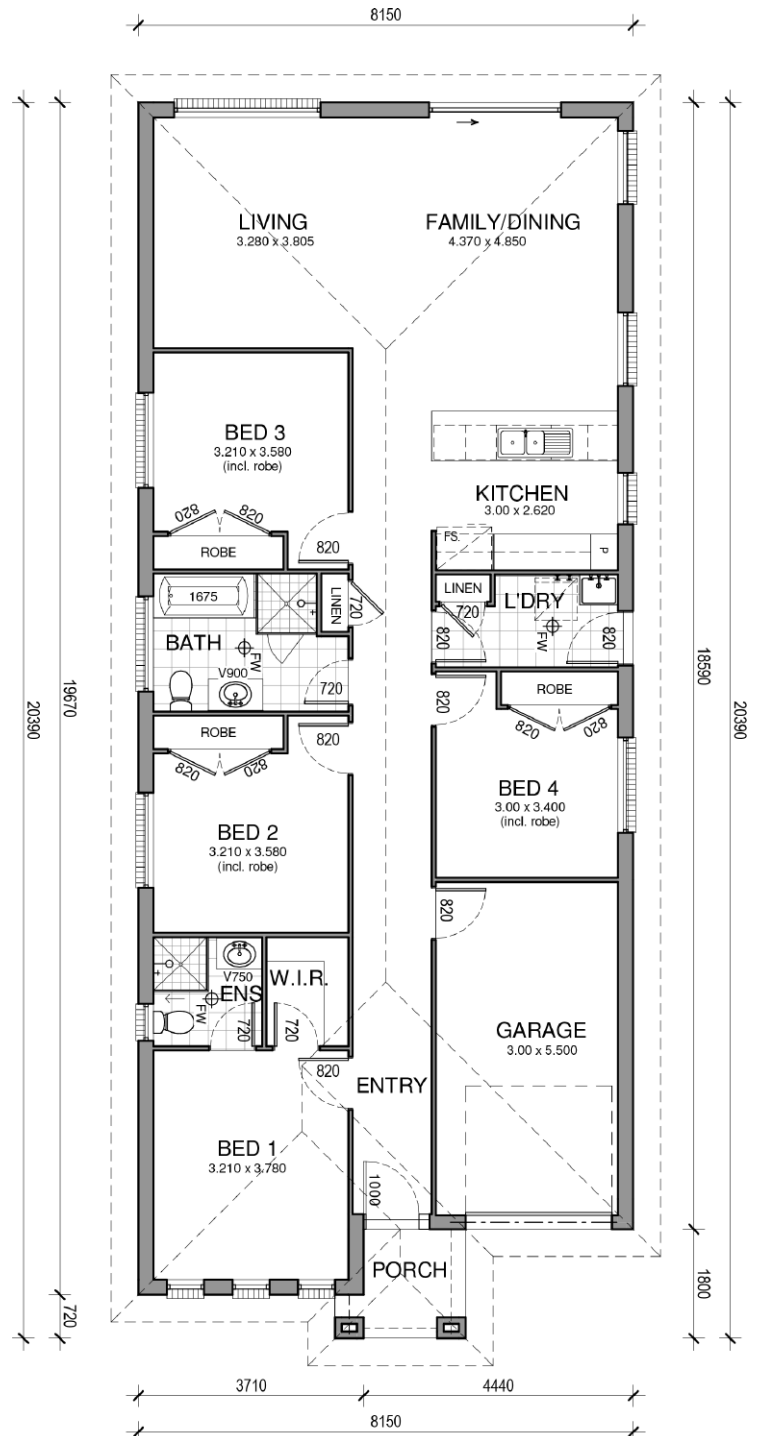 8150
LIVING
3.280 x 3.805
FAMILY/DINING
4.370 x 4.850
BED 3
3.210 x 3.580
(incl. robe)
KITCHEN
3.00 x 2.620
820
820
820
FS.
P
ROBE
LINEN
1675
LINEN
720
720
L'DRY
BATH
FW
V900
720
820
FW
820
20390
19670
18590
20390
ROBE
820
820
820
820
ROBE
820
820
BED 4
3.00 x 3.400
(incl. robe)
BED 2
3.210 x 3.580
(incl. robe)
820
V750
ENS
W.I.R.
FW
720
720
GARAGE
3.00 x 5.500
820
ENTRY
BED 1
3.210 x 3.780
1000
PORCH
1800
720
3710
4440
8150